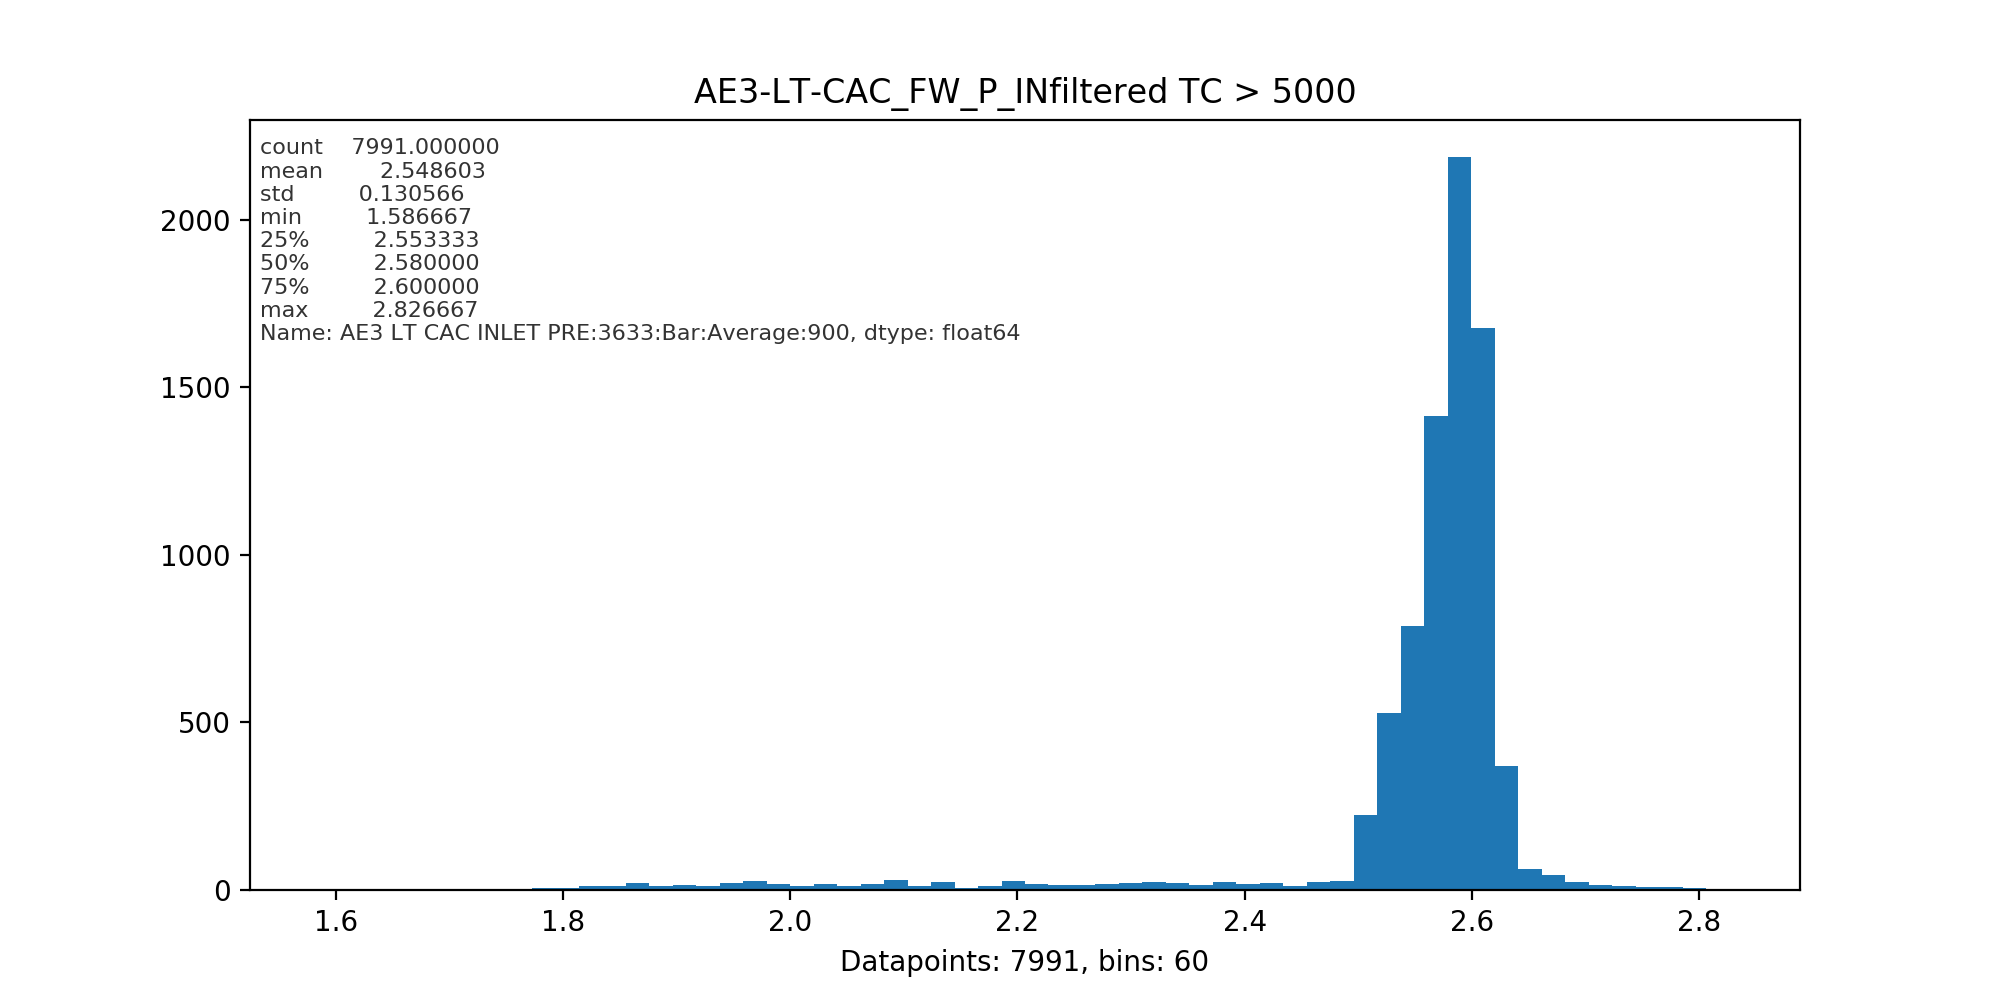 AE3-LT-CAC_FW_P_INfiltered TC > 5000
count 7991.000000
mean 2.548603
std 0.130566
min 1.586667
25% 2.553333
50% 2.580000
75% 2.600000
max 2.826667
Name: AE3 LT CAC INLET PRE:3633:Bar:Average:900, dtype: float64
2000
1500
1000
500
0
1.6 1.8 2.0 2.2 2.4 2.6 2.8
Datapoints: 7991, bins: 60